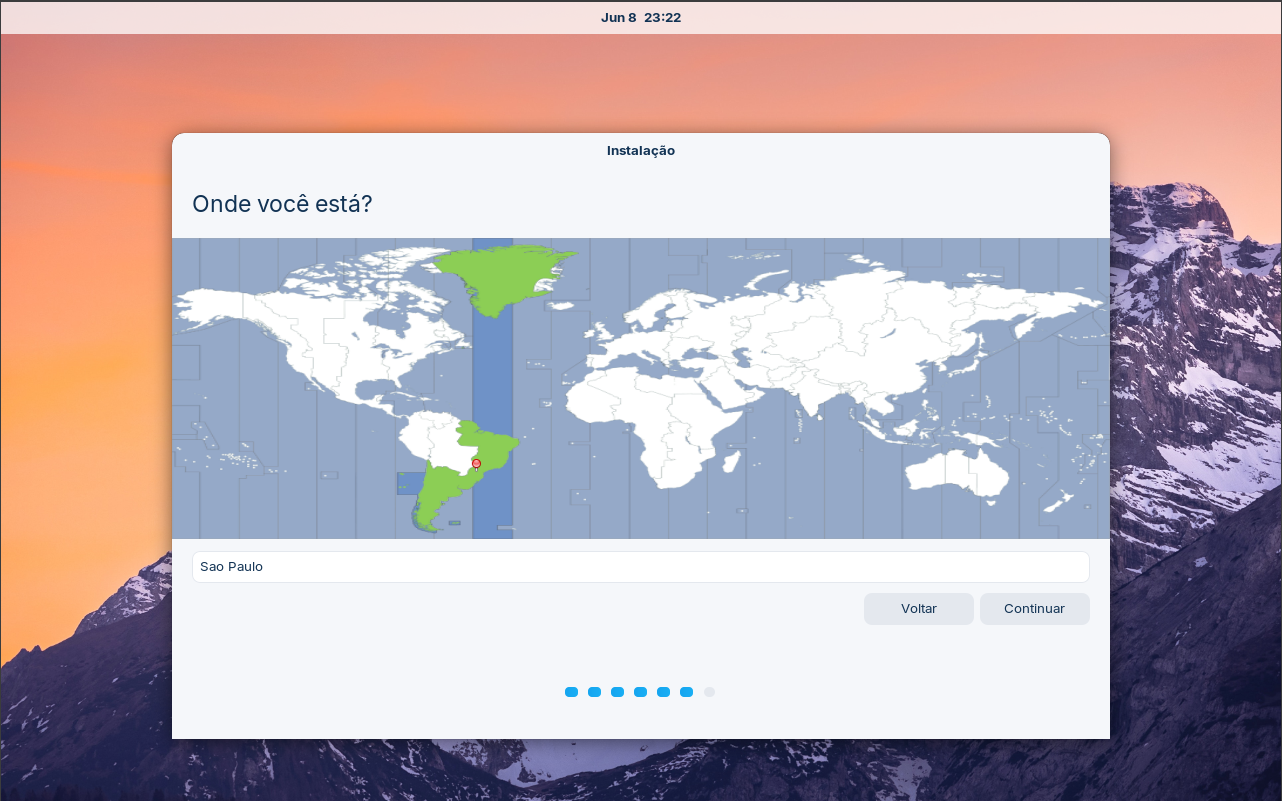 Jun 8 23:22
Instalação
Onde você está?
Sao Paulo
Voltar Continuar